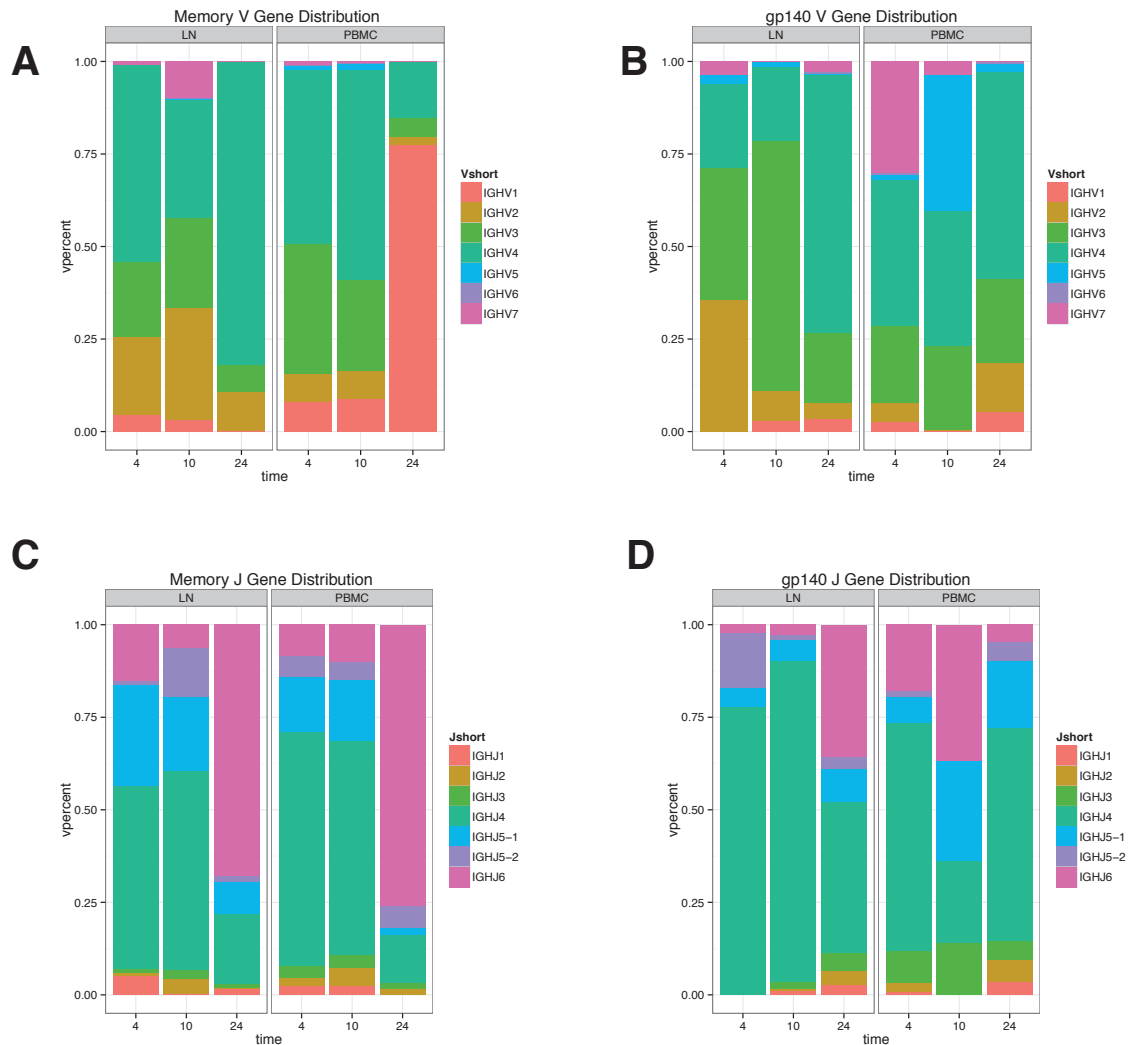 A
Memory V Gene Distribution
LN
PBMC
1.00
0.75
0.50
0.25
0.00
vpercent
4
10
24
4
10
24
time
Vshort
IGHV1
IGHV2
IGHV3
IGHV4
IGHV5
IGHV6
IGHV7
B
gp140 V Gene Distribution
LN
PBMC
1.00
0.75
0.50
0.25
0.00
vpercent
4
10
24
4
10
24
time
Vshort
IGHV1
IGHV2
IGHV3
IGHV4
IGHV5
IGHV6
IGHV7
C
Memory J Gene Distribution
LN
PBMC
1.00
0.75
0.50
0.25
0.00
vpercent
4
10
24
4
10
24
time
Jshort
IGHJ1
IGHJ2
IGHJ3
IGHJ4
IGHJ5−1
IGHJ5−2
IGHJ6
D
gp140 J Gene Distribution
LN
PBMC
1.00
0.75
0.50
0.25
0.00
vpercent
4
10
24
4
10
24
time
Jshort
IGHJ1
IGHJ2
IGHJ3
IGHJ4
IGHJ5−1
IGHJ5−2
IGHJ6